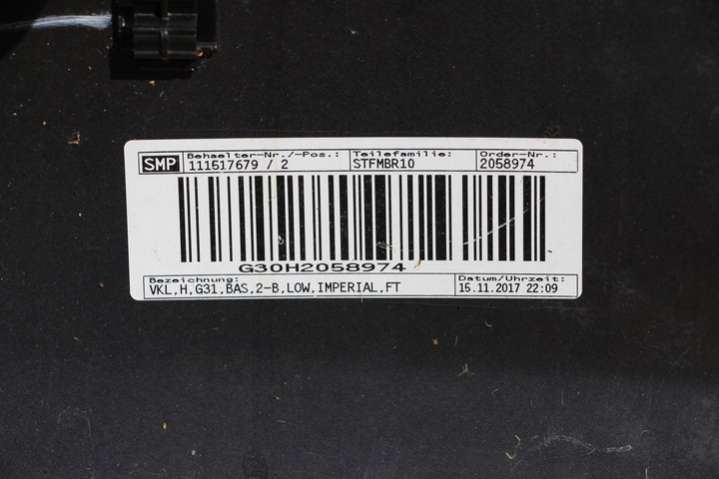 SMP
Behaelter-Nr./-Pos.: Teilefamilie: Order-Nr.:
111517679 / 2 STFMBR10 2058974
G30H2058974
Bezeichnung: Datum/Uhrzeit:
VKL,H,G31,BAS,2-B,LOW,IMPERIAL,FT 15.11.2017 22:09